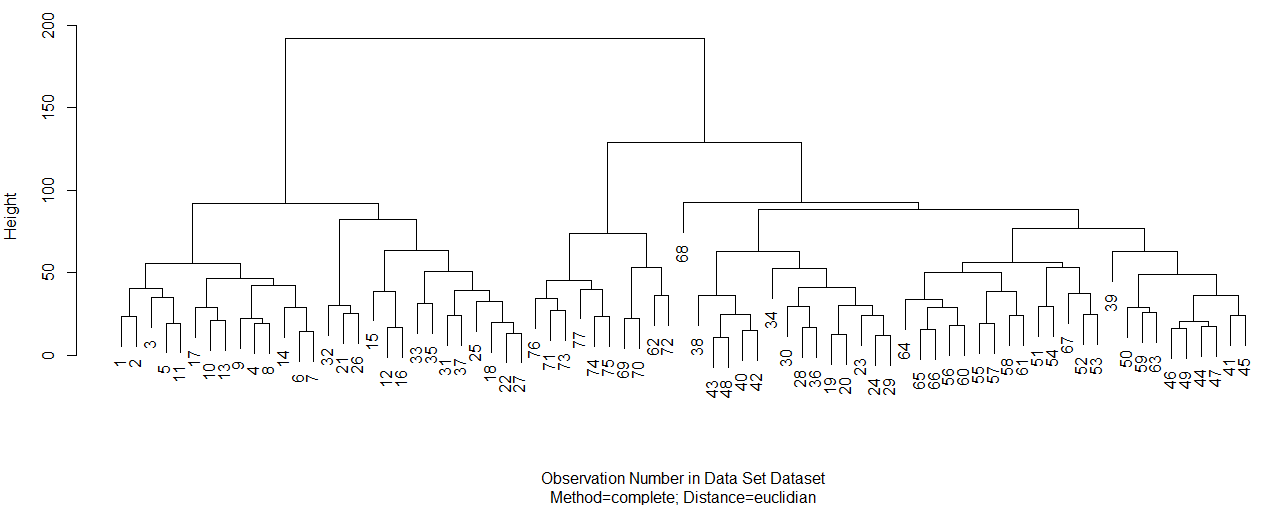 200
150
100
50
0
Height
1 2 3 5 11 17 10 13 9 4 8 14 6 7 32 21 26 15 12 16 33 35 31 37 25 18 22 27 76 71 73 77 74 75 69 70 62 72 68 38 43 48 40 42 34 30 28 36 19 20 23 24 29 64 65 66 56 60 55 57 58 61 51 54 67 52 53 39 50 59 63 46 49 44 47 41 45
Observation Number in Data Set Dataset
Method=complete; Distance=euclidian